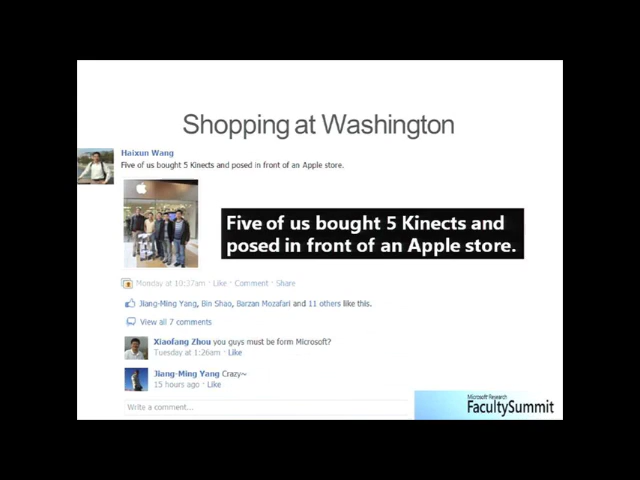 Shopping at Washington
Haixun Wang
Five of us bought 5 Kinects and posed in front of an Apple store.
Five of us bought 5 Kinects and
posed in front of an Apple store.
Monday at 10:37am · Like · Comment · Share
Jiang-Ming Yang, Bin Shao, Barzan Mozafari and 11 others like this.
View all 7 comments
Xiaofang Zhou you guys must be form Microsoft?
Tuesday at 1:26am · Like
Jiang-Ming Yang Crazy~
15 hours ago · Like
Write a comment...
Microsoft Research
FacultySummit